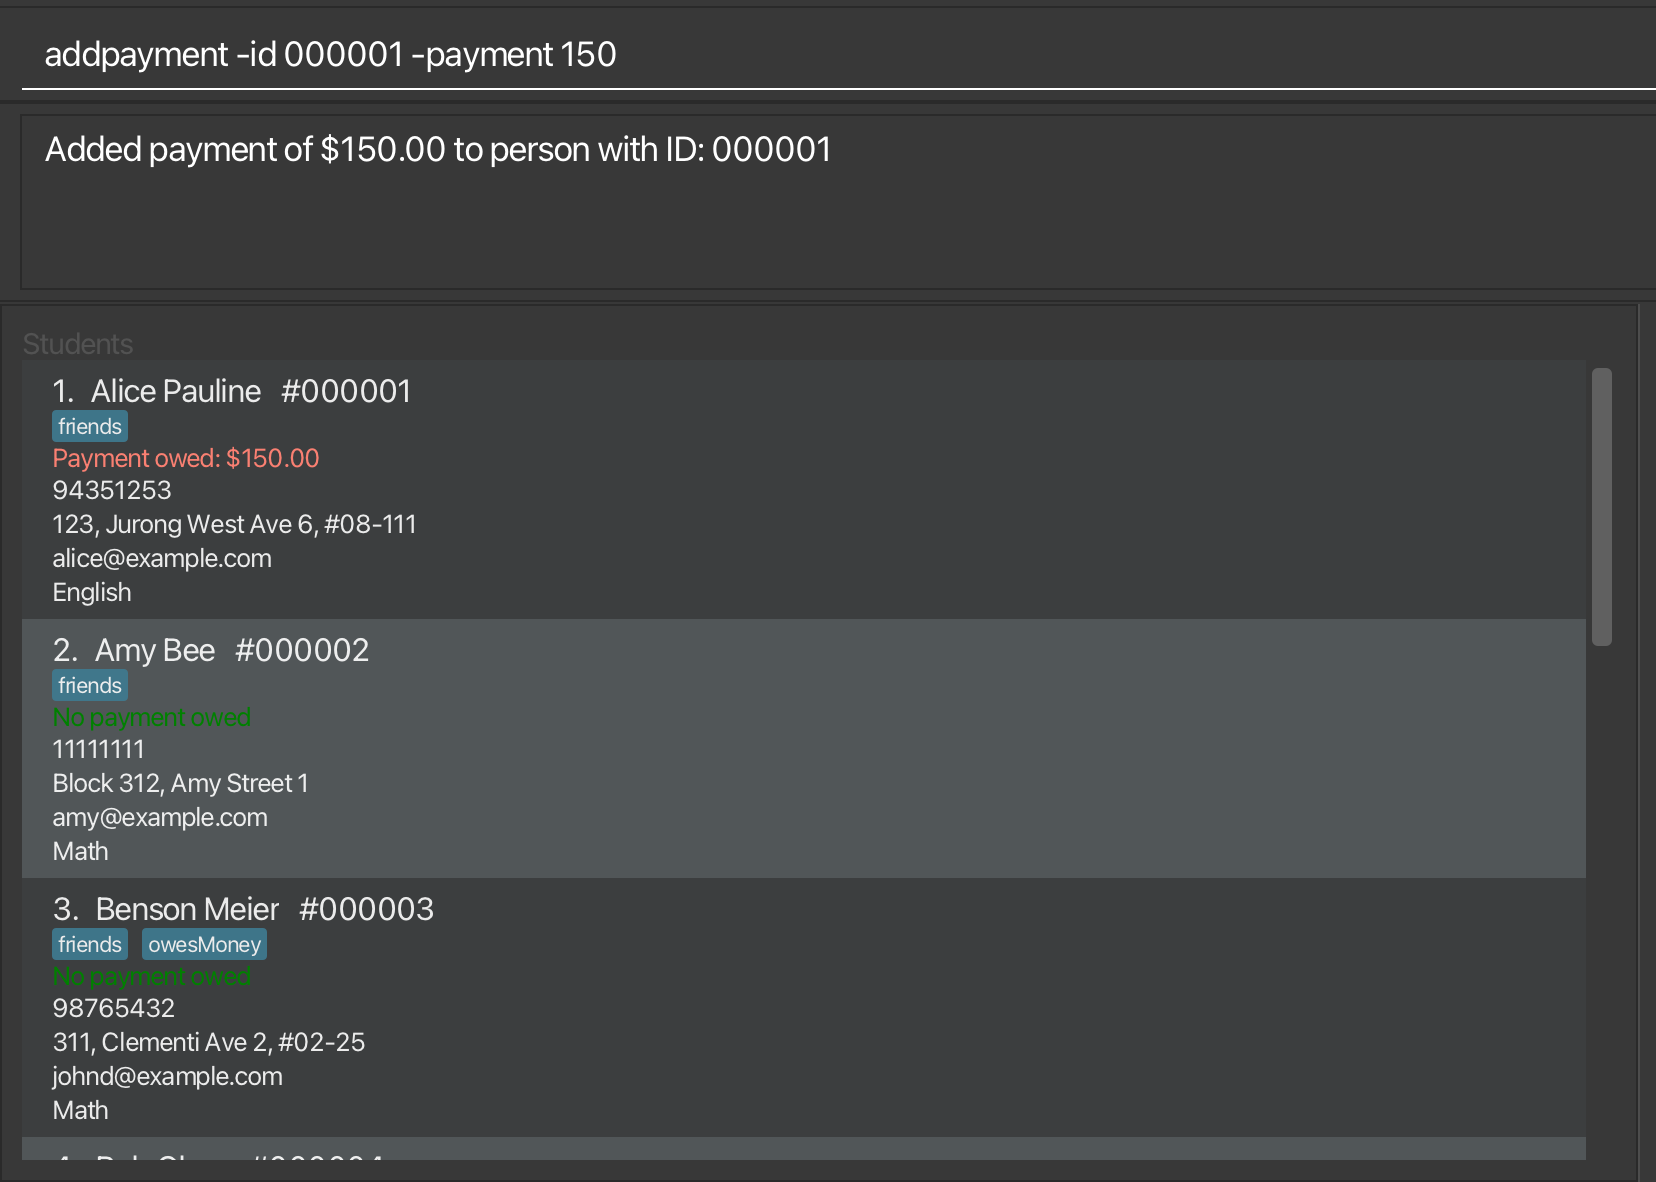 addpayment -id 000001 -payment 150
Added payment of $150.00 to person with ID: 000001
Students
1. Alice Pauline #000001
friends
Payment owed: $150.00
94351253
123, Jurong West Ave 6, #08-111
alice@example.com
English
2. Amy Bee #000002
friends
No payment owed
11111111
Block 312, Amy Street 1
amy@example.com
Math
3. Benson Meier #000003
friends owesMoney
No payment owed
98765432
311, Clementi Ave 2, #02-25
johnd@example.com
Math